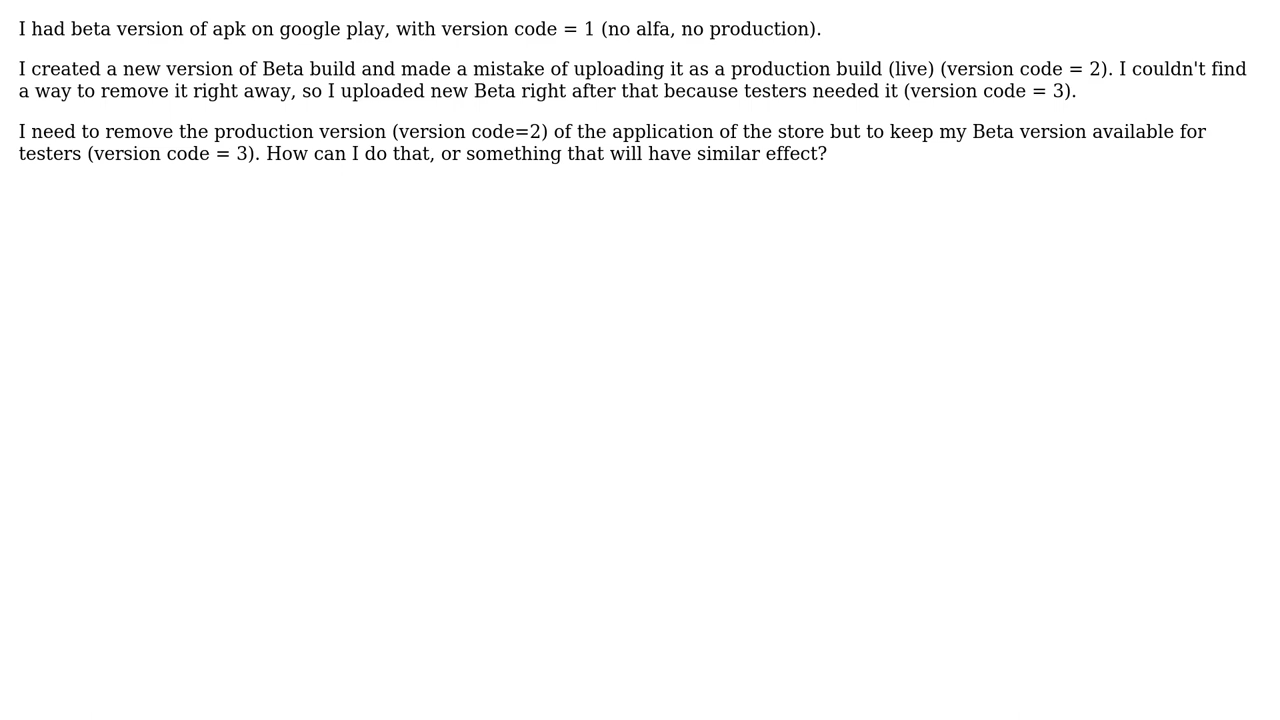 I had beta version of apk on google play, with version code = 1 (no alfa, no production).
I created a new version of Beta build and made a mistake of uploading it as a production build (live) (version code = 2). I couldn't find
a way to remove it right away, so I uploaded new Beta right after that because testers needed it (version code = 3).
I need to remove the production version (version code=2) of the application of the store but to keep my Beta version available for
testers (version code = 3). How can I do that, or something that will have similar effect?